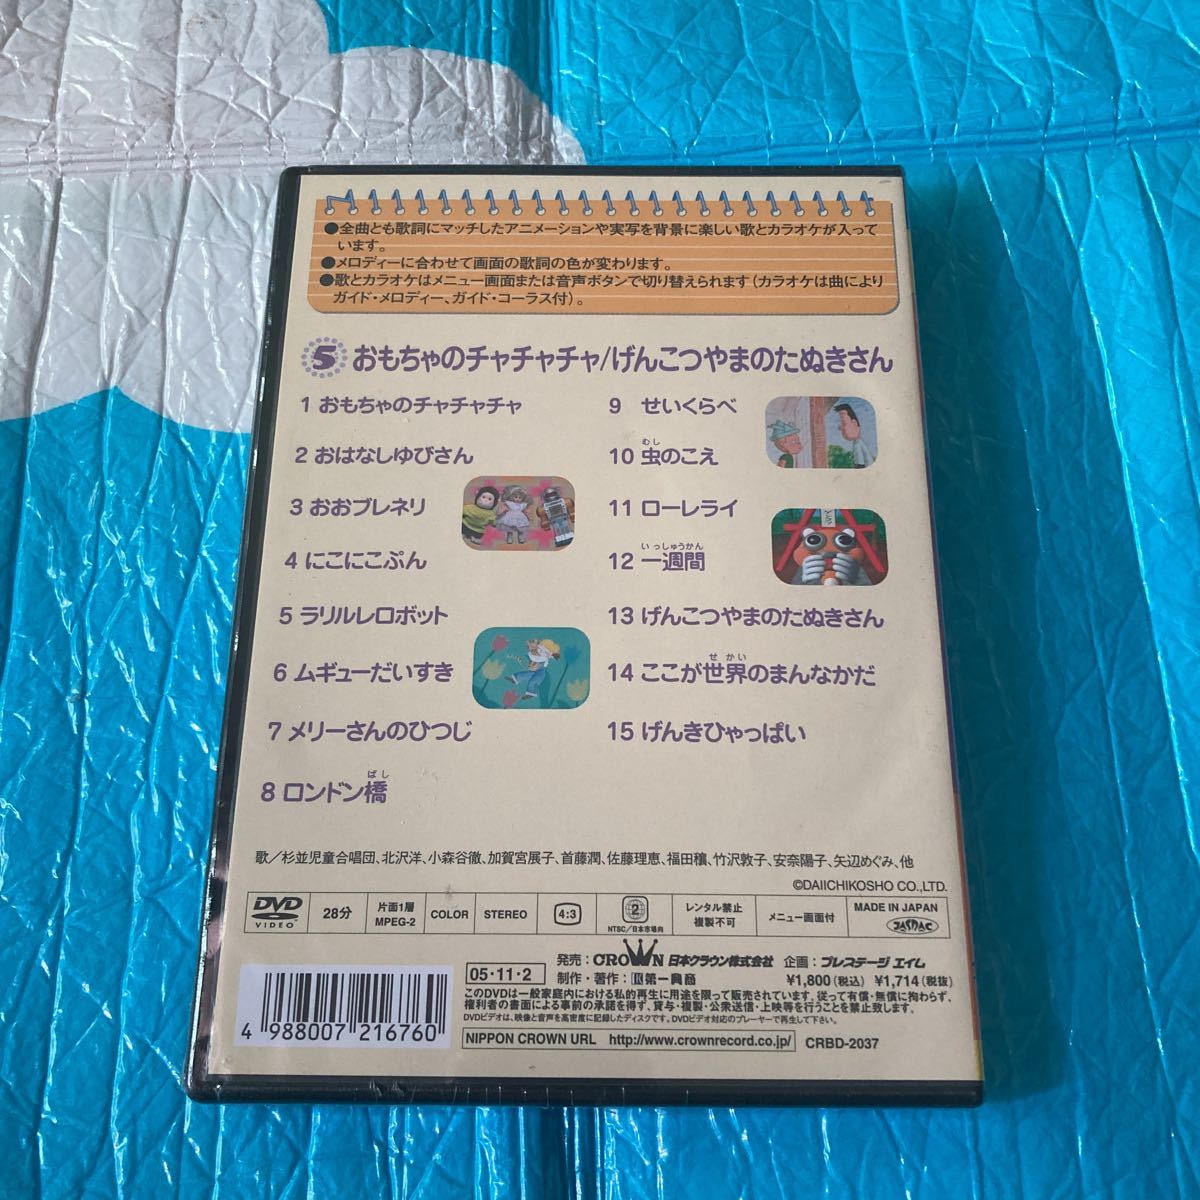 ●全曲とも歌詞にマッチしたアニメーションや実写を背景に楽しい歌とカラオケが入って
います。
●メロディーに合わせて画面の歌詞の色が変わります。
●歌とカラオケはメニュー画面または音声ボタンで切り替えられます(カラオケは曲により
ガイド・メロディー、ガイド・コーラス付)。
5 おもちゃのチャチャチャ/げんこつやまのたぬきさん
1 おもちゃのチャチャチャ
2 おはなしゆびさん
3 おおブレネリ
4 にこにこぷん
5 ラリルレロボット
6 ムギューだいすき
7 メリーさんのひつじ
ばし
8 ロンドン橋
9 せいくらべ
むし
10 虫のこえ
11 ローレライ
いっしゅうかん
12 一週間
13 げんこつやまのたぬきさん
せかい
14 ここが世界のまんなかだ
15 げんきひゃっぱい
歌/杉並児童合唱団、北沢洋、小森谷徹、加賀宮展子、首藤潤、佐藤理恵、福田穣、竹沢敦子、安奈陽子、矢辺めぐみ、他
©DAIICHIKOSHO CO.,LTD.
DVD VIDEO
28分
片面1層
MPEG-2
COLOR
STEREO
4:3
2
NTSC/日本市場向
レンタル禁止
複製不可
メニュー画面付
MADE IN JAPAN
JASRAC
05・11・2
発売: CROWN 日本クラウン株式会社 企画: プレステージ エイム
制作・著作: DK 第一興商 ¥1,800(税込) ¥1,714(税抜)
このDVDは一般家庭内における私的再生に用途を限って販売されています。従って有償・無償に拘わらず、
権利者の書面による事前の承諾を得ず、貸与・複製・公衆送信・上映等を行うことを禁止致します。
DVDビデオは、映像と音声を高密度に記録したディスクです。DVDビデオ対応のプレーヤーで再生して下さい。
NIPPON CROWN URL http://www.crownrecord.co.jp/ CRBD-2037
4 988007 216760